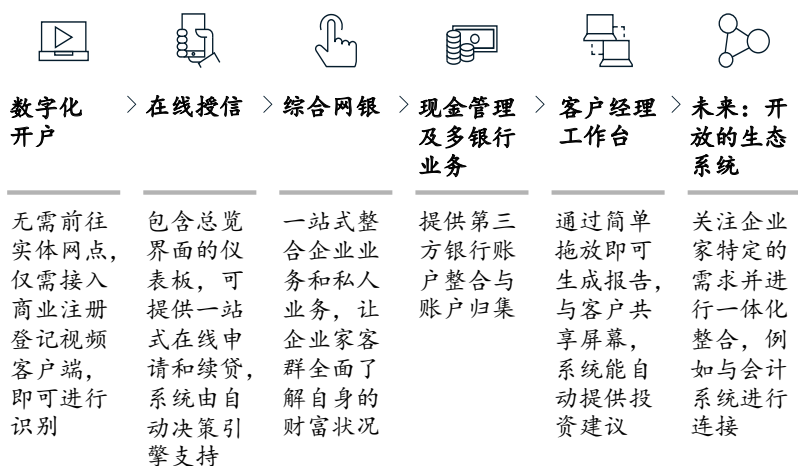 数字化
开户
在线授信
综合网银
现金管理
及多银行
业务
客户经理
工作台
未来：开
放的生态
系统
无需前往
实体网点，
仅需接入
商业注册
登记视频
客户端，
即可进行
识别
包含总览
界面的仪
表板，可
提供一站
式在线申
请和续贷，
系统由自
动决策引
擎支持
一站式整
合企业业
务和私人
业务，让
企业家客
群全面了
解自身的
财富状况
提供第三
方银行账
户整合与
账户归集
通过简单
拖放即可
生成报告，
与客户共
享屏幕，
系统能自
动提供投
资建议
关注企业
家特定的
需求并进
行一体化
整合，例
如与会计
系统进行
连接